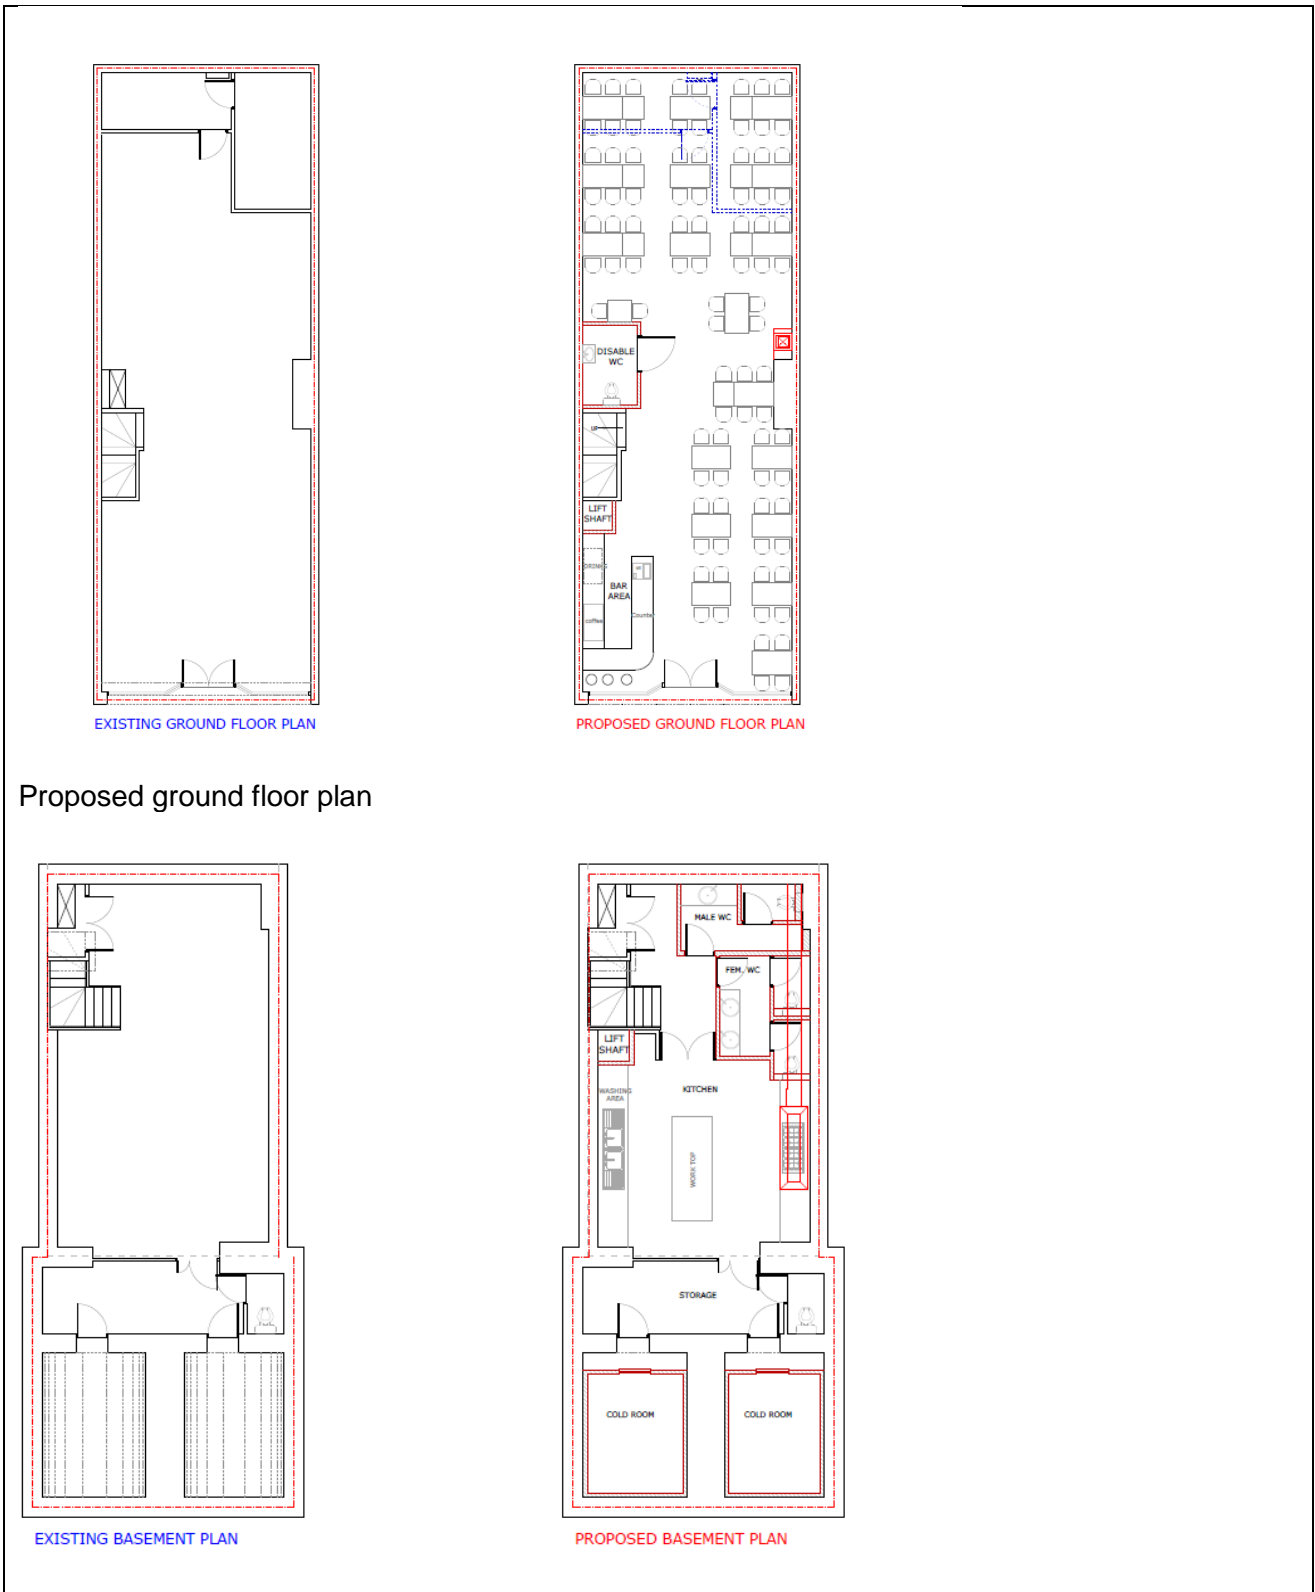 DISABLE
WC
UP
LIFT
SHAFT
DRINKS
BAR
AREA
coffee
Counter
EXISTING GROUND FLOOR PLAN
PROPOSED GROUND FLOOR PLAN
Proposed ground floor plan
MALE WC
FEM. WC
LIFT
SHAFT
WASHING
AREA
KITCHEN
WORK TOP
STORAGE
COLD ROOM
COLD ROOM
EXISTING BASEMENT PLAN
PROPOSED BASEMENT PLAN